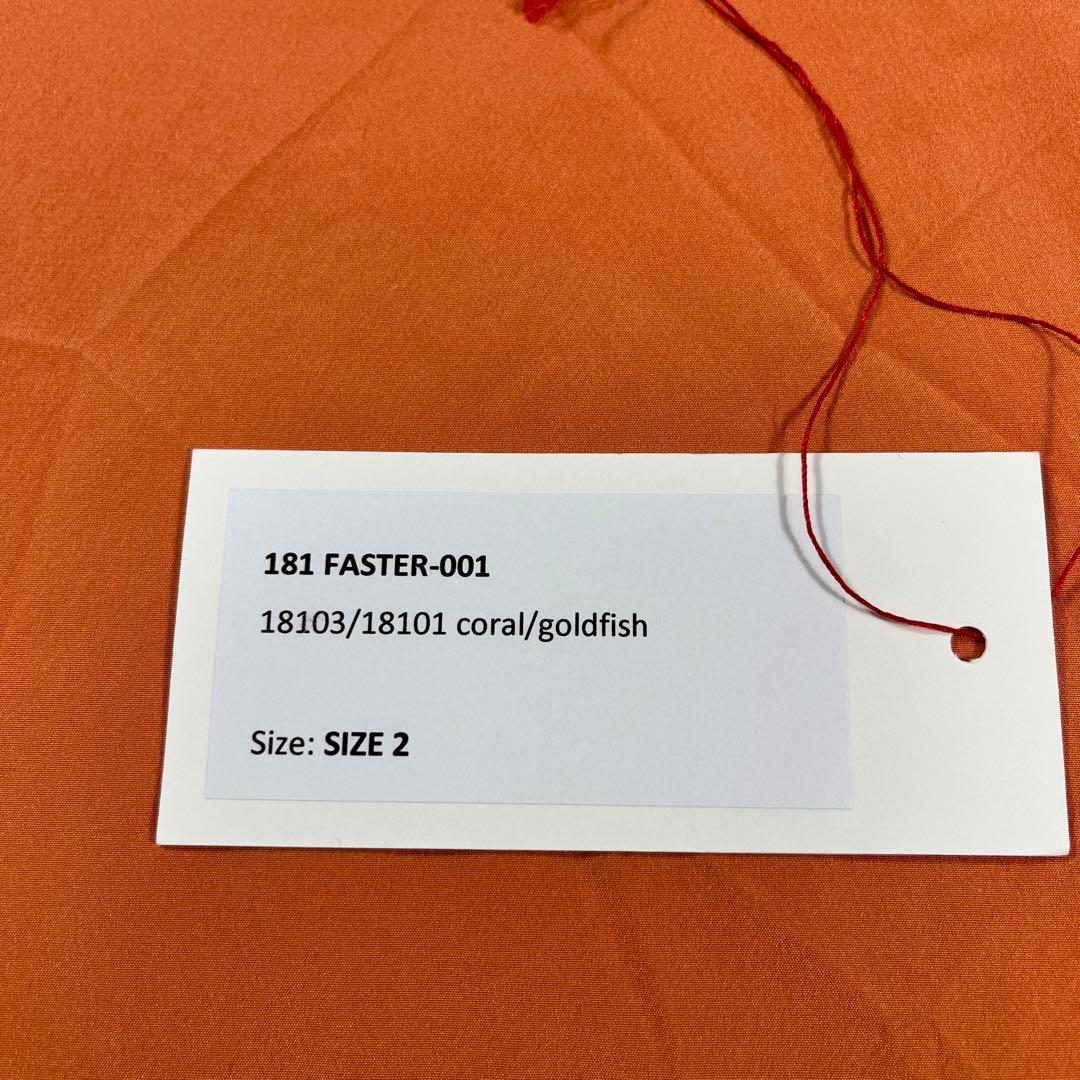 181 FASTER-001
18103/18101 coral/goldfish
Size: SIZE 2